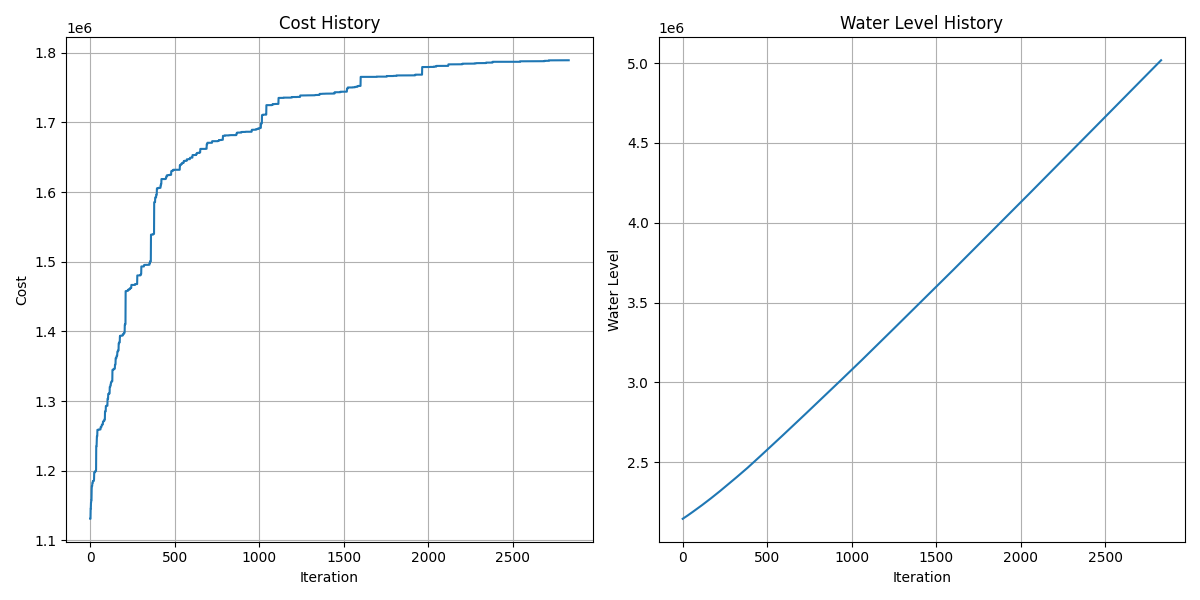 Cost History
1e6
1.8
1.7
1.6
1.5
1.4
1.3
1.2
1.1
Cost
0 500 1000 1500 2000 2500
Iteration
Water Level History
1e6
5.0
4.5
4.0
3.5
3.0
2.5
Water Level
0 500 1000 1500 2000 2500
Iteration